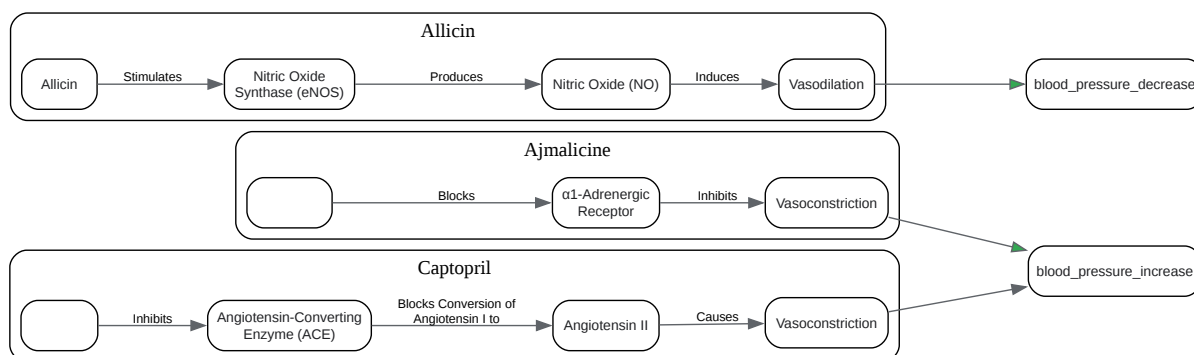 Allicin
Allicin
Stimulates
Nitric Oxide
Synthase (eNOS)
Produces
Nitric Oxide (NO)
Induces
Vasodilation
blood_pressure_decrease
Ajmalicine
Blocks
α1-Adrenergic
Receptor
Inhibits
Vasoconstriction
blood_pressure_increase
Captopril
Inhibits
Angiotensin-Converting
Enzyme (ACE)
Blocks Conversion of
Angiotensin I to
Angiotensin II
Causes
Vasoconstriction